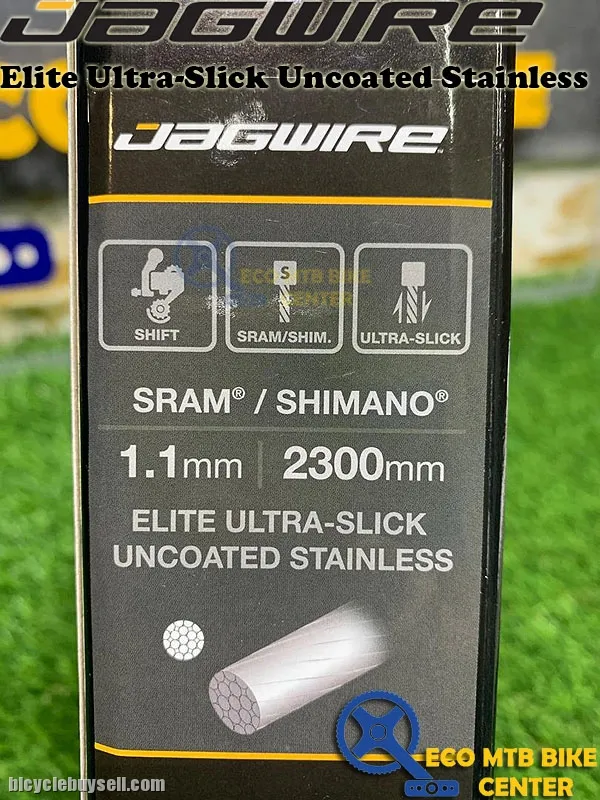 JAGWIRE
Elite Ultra-Slick Uncoated Stainless
JAGWIRE
ECO MTB BIKE
CENTER
SHIFT
S
SRAM/SHIM.
ULTRA-SLICK
SRAM® / SHIMANO®
1.1mm | 2300mm
ELITE ULTRA-SLICK
UNCOATED STAINLESS
ECO MTB BIKE
CENTER
bicyclebuysell.com